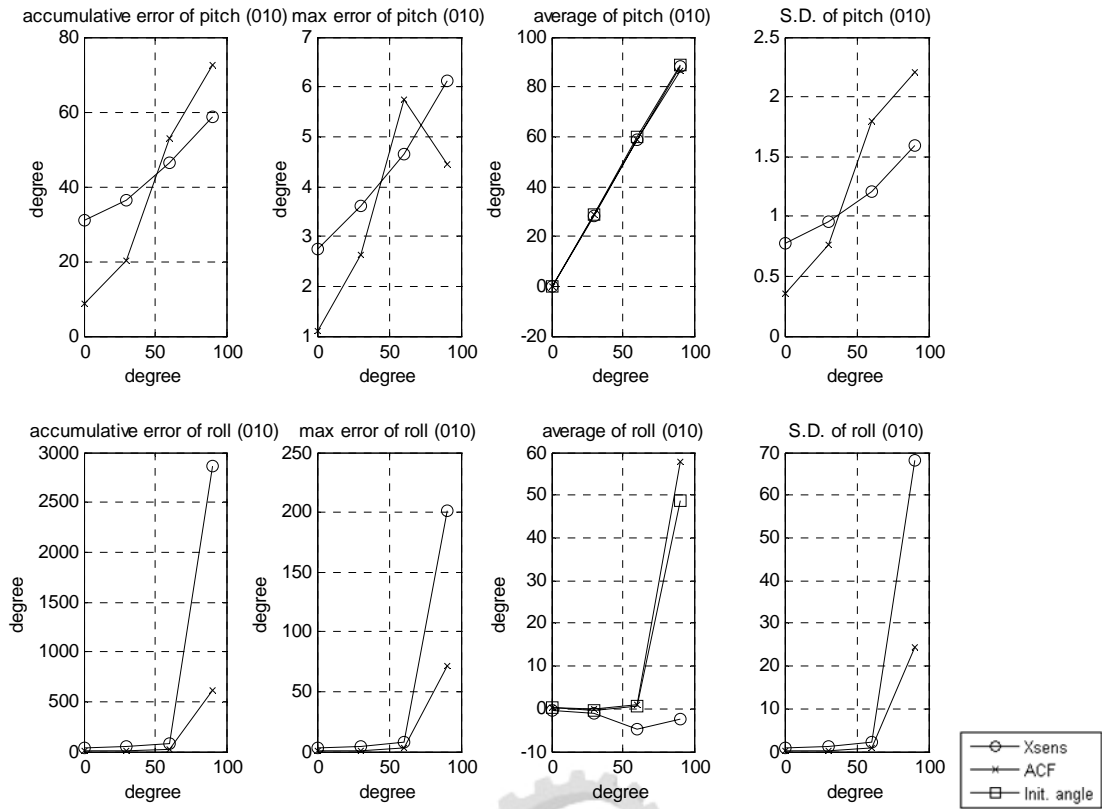 accumulative error of pitch (010)
80
60
40
20
0
0 50 100
degree
degree
max error of pitch (010)
7
6
5
4
3
2
1
0 50 100
degree
degree
average of pitch (010)
100
80
60
40
20
0
-20
0 50 100
degree
degree
S.D. of pitch (010)
2.5
2
1.5
1
0.5
0
0 50 100
degree
degree
accumulative error of roll (010)
3000
2500
2000
1500
1000
500
0
0 50 100
degree
degree
max error of roll (010)
250
200
150
100
50
0
0 50 100
degree
degree
average of roll (010)
60
50
40
30
20
10
0
-10
0 50 100
degree
degree
S.D. of roll (010)
70
60
50
40
30
20
10
0
0 50 100
degree
degree
Xsens
ACF
Init. angle